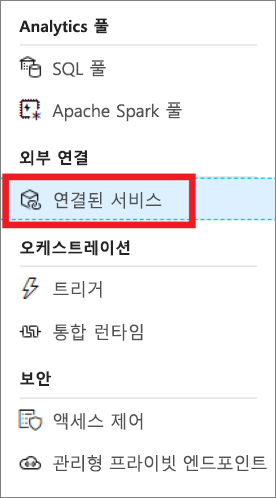 Analytics 풀
SQL 풀
Apache Spark 풀
외부 연결
연결된 서비스
오케스트레이션
트리거
통합 런타임
보안
액세스 제어
관리형 프라이빗 엔드포인트